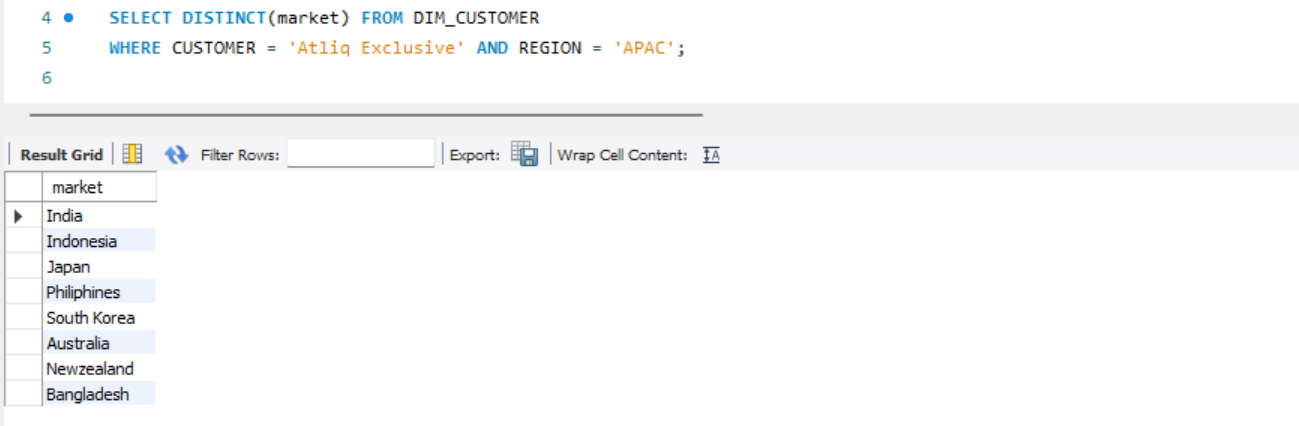 4 SELECT DISTINCT(market) FROM DIM_CUSTOMER
5 WHERE CUSTOMER = 'Atliq Exclusive' AND REGION = 'APAC';
6
Result Grid Filter Rows: Export: Wrap Cell Content: IA
market
India
Indonesia
Japan
Philiphines
South Korea
Australia
Newzealand
Bangladesh